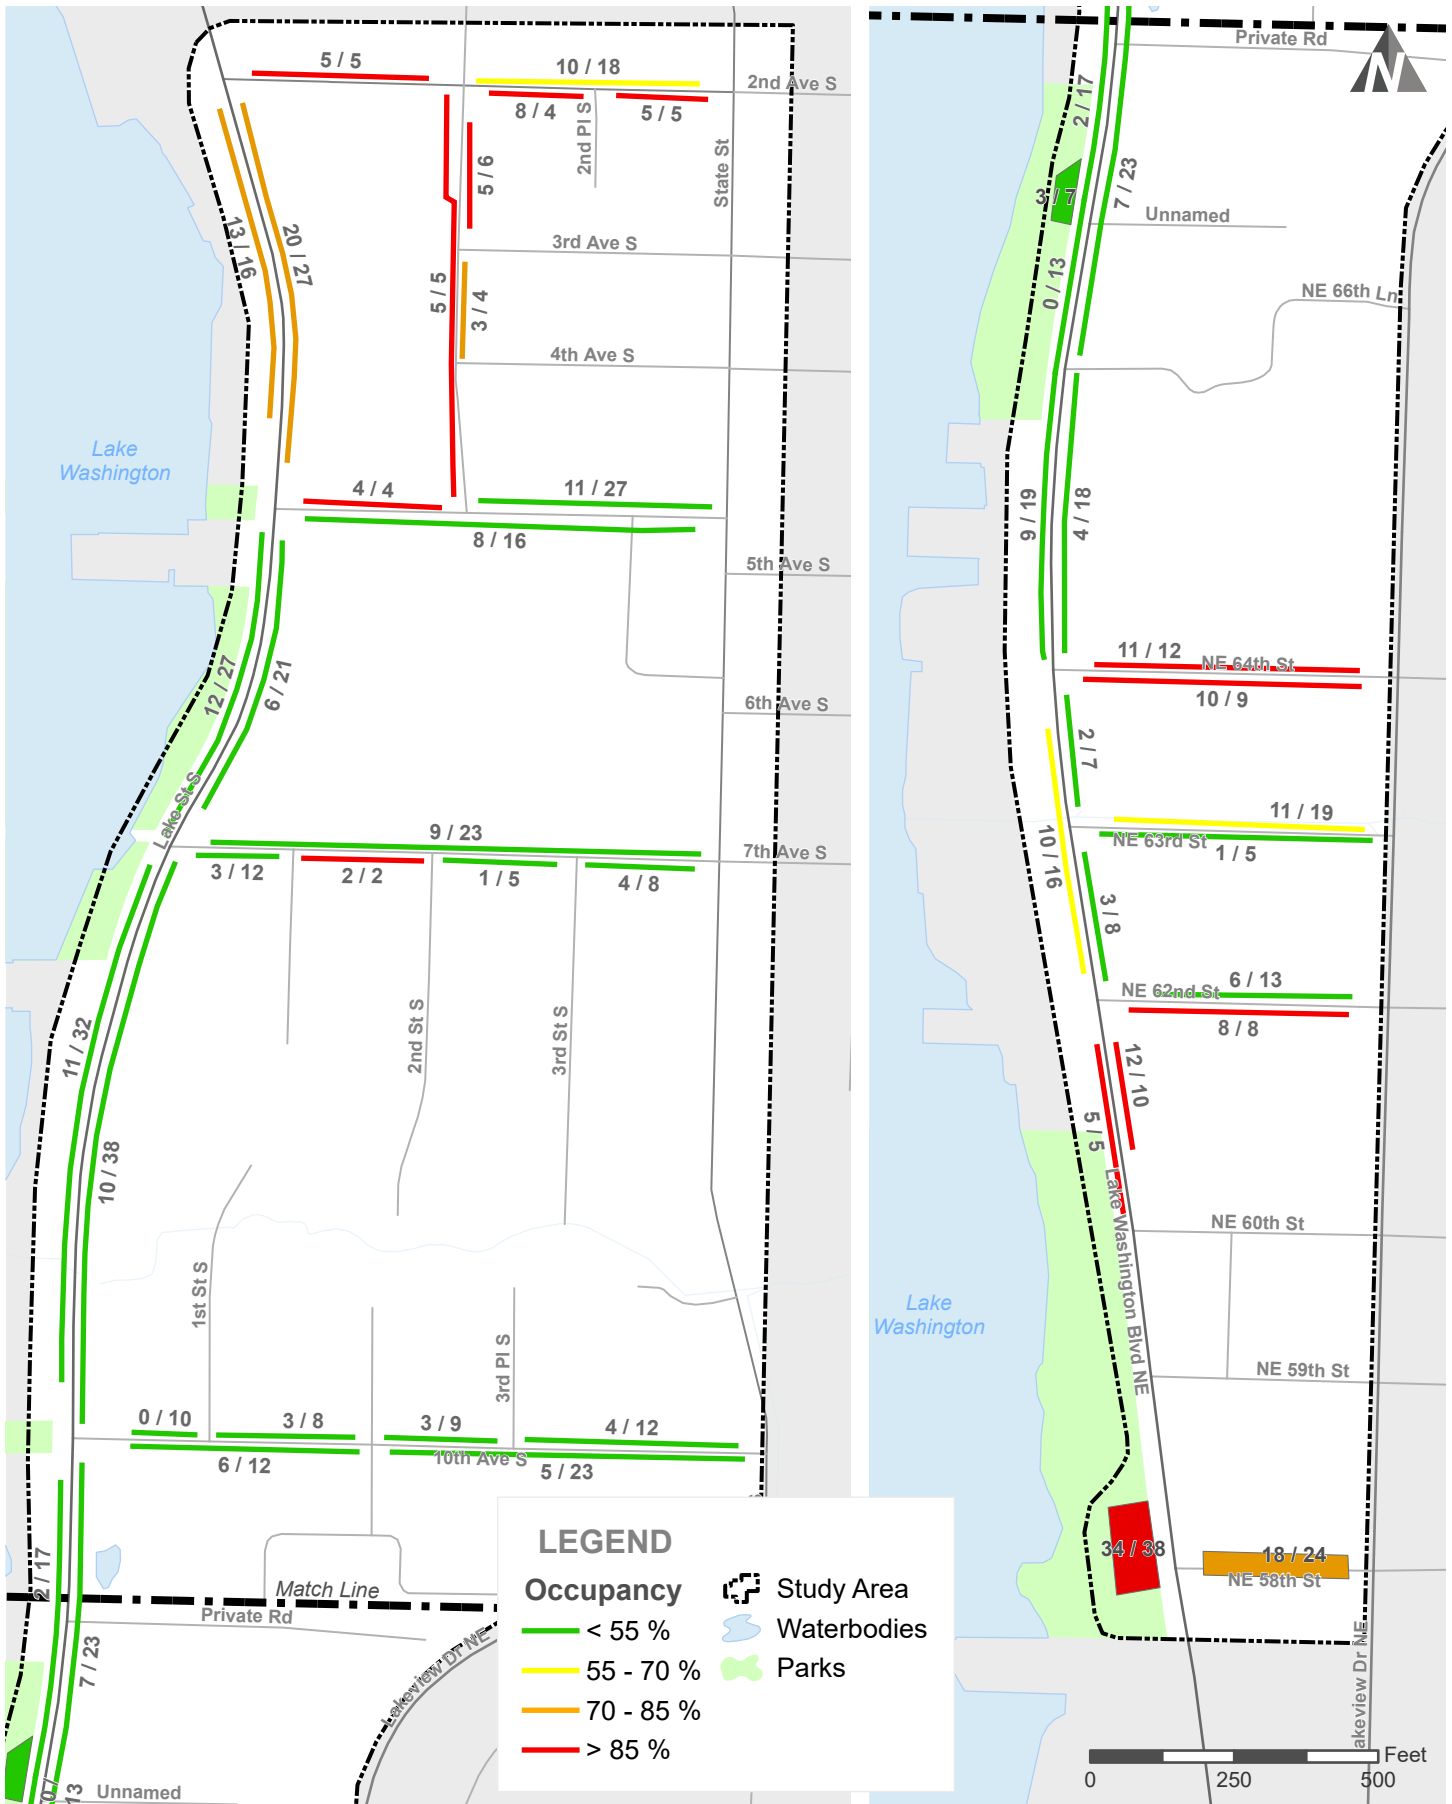 5 / 5
10 / 18
2nd Ave S
8 / 4
5 / 5
2nd Pl S
State St
5 / 6
13 / 16
20 / 27
3rd Ave S
5 / 5
3 / 4
4th Ave S
Lake
Washington
4 / 4
11 / 27
8 / 16
5th Ave S
12 / 27
6 / 21
6th Ave S
Lake St S
9 / 23
7th Ave S
3 / 12
2 / 2
1 / 5
4 / 8
2nd St S
3rd St S
11 / 32
10 / 38
1st St S
3rd Pl S
0 / 10
3 / 8
3 / 9
4 / 12
10th Ave S
6 / 12
5 / 23
2 / 17
Match Line
Private Rd
7 / 23
Lakeview Dr NE
0 /
13
Unnamed
LEGEND
Occupancy
< 55 %
55 - 70 %
70 - 85 %
> 85 %
Study Area
Waterbodies
Parks
Private Rd
N
2 / 17
7 / 23
3 / 7
Unnamed
0 / 13
NE 66th Ln
9 / 19
4 / 18
11 / 12
NE 64th St
10 / 9
2 / 7
11 / 19
NE 63rd St
1 / 5
10 / 16
3 / 8
6 / 13
NE 62nd St
8 / 8
12 / 10
5 / 5
Lake Washington Blvd NE
NE 60th St
Lake
Washington
NE 59th St
34 / 38
18 / 24
NE 58th St
akeview Dr NE
Feet
0 250 500